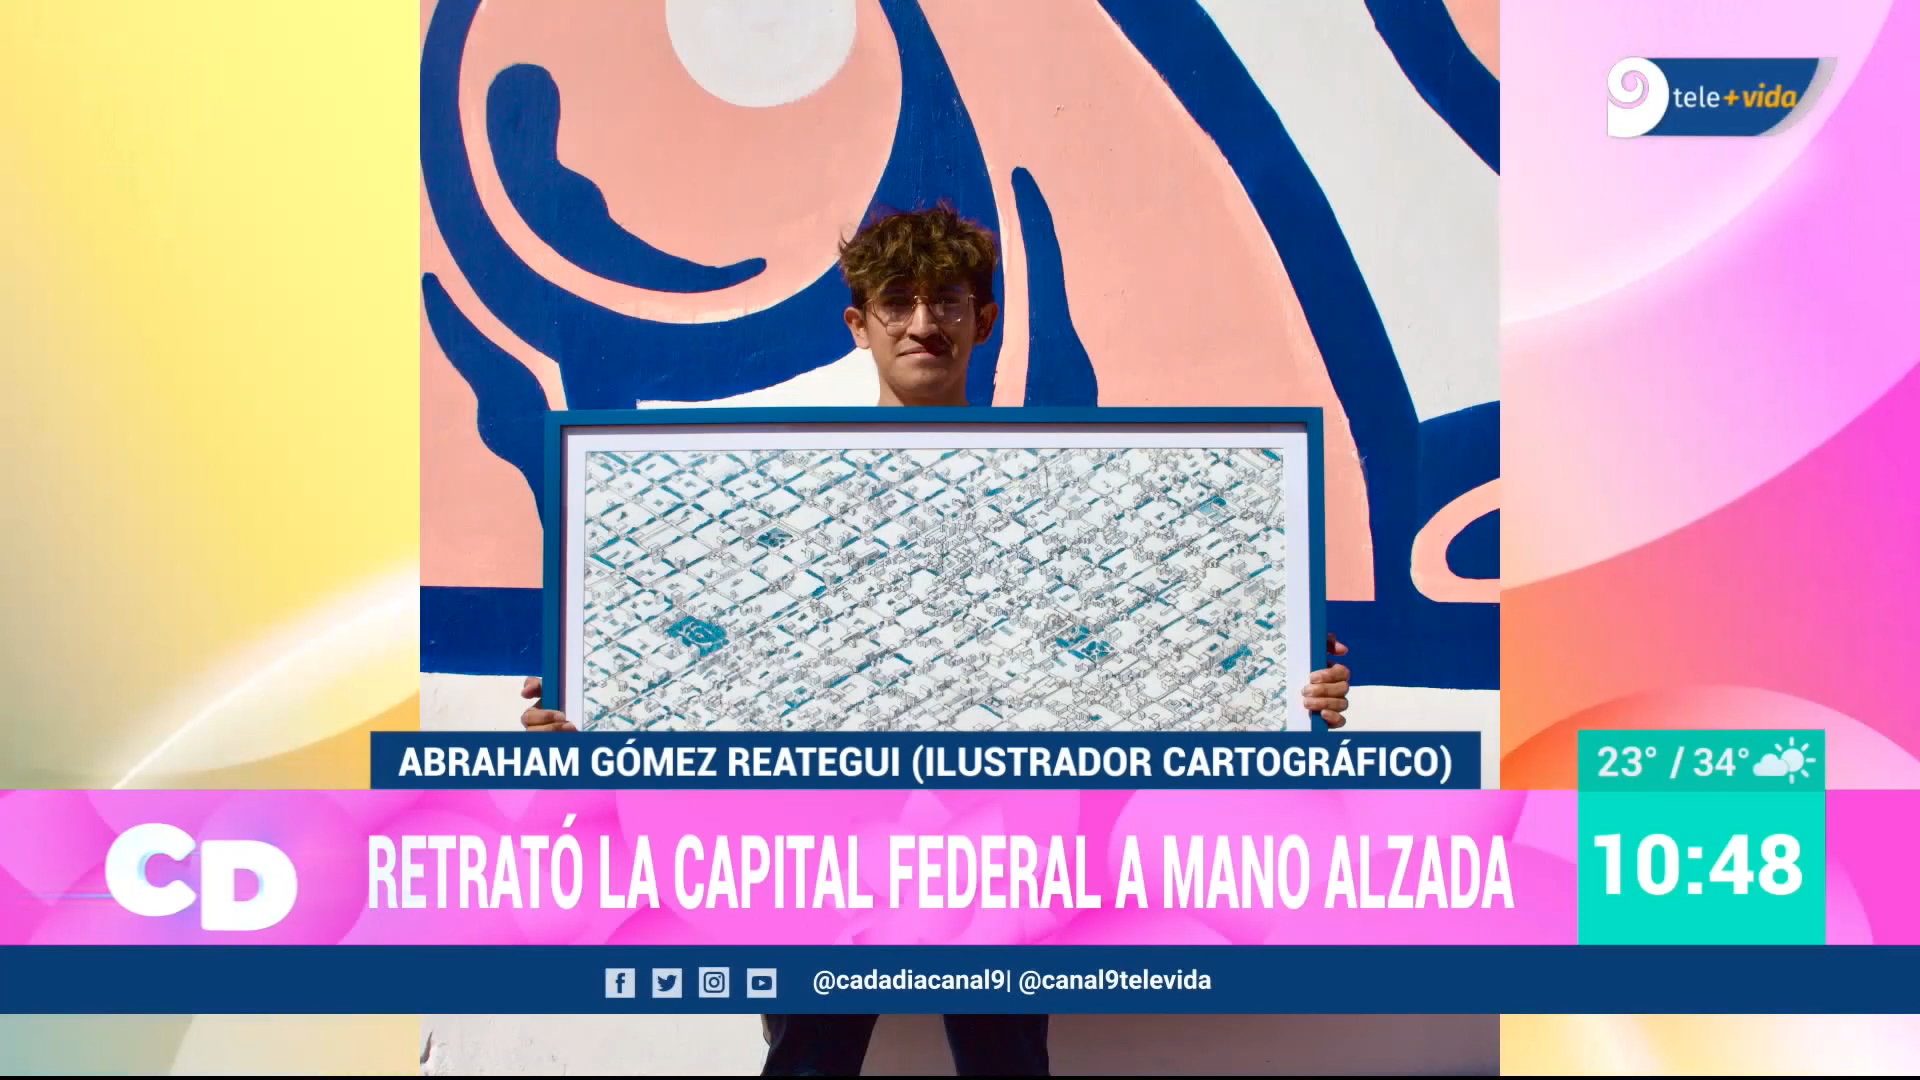 9 tele+vida
ABRAHAM GÓMEZ REATEGUI (ILUSTRADOR CARTOGRÁFICO)
23° / 34°
CD
RETRATÓ LA CAPITAL FEDERAL A MANO ALZADA
10:48
@cadadiacanal9| @canal9televida